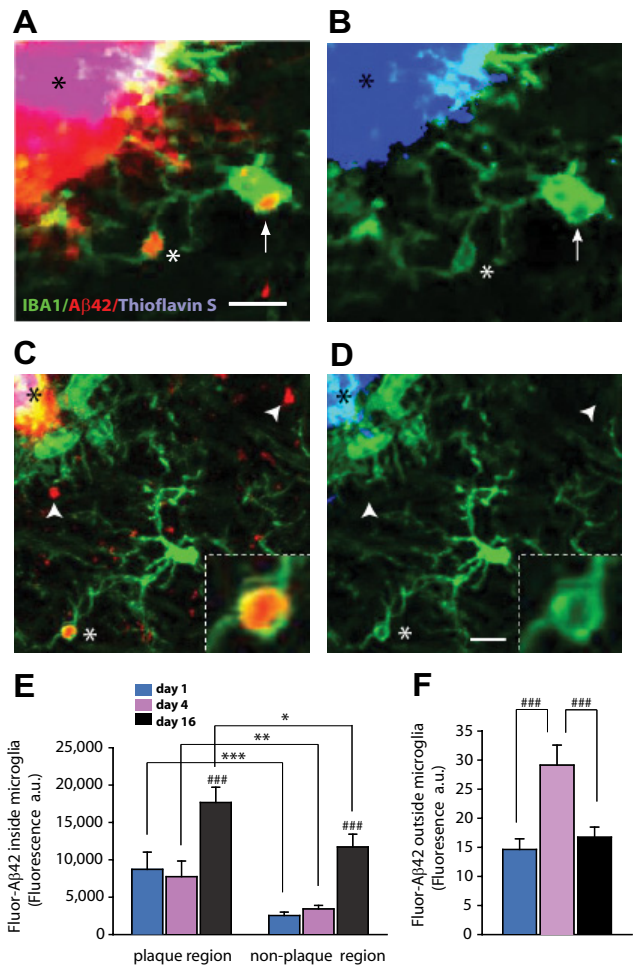 A
B
*
*
*
*
IBA1/Aβ42/Thioflavin S
C
D
*
*
*
*
E
F
day 1
day 4
day 16
*
**
***
###
###
25,000
20,000
15,000
10,000
5,000
0
Fluor-Aβ42 inside microglia
(Fluorescence a.u.)
plaque region
non-plaque region
###
###
35
30
25
20
15
10
5
0
Fluor-Aβ42 outside microglia
(Fluorescence a.u.)